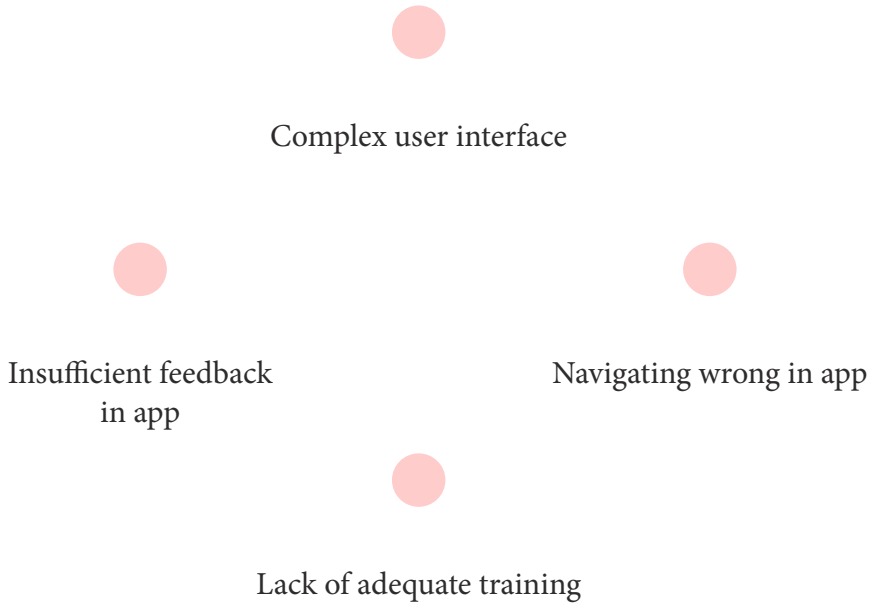 Complex user interface
Insufficient feedback
in app
Navigating wrong in app
Lack of adequate training